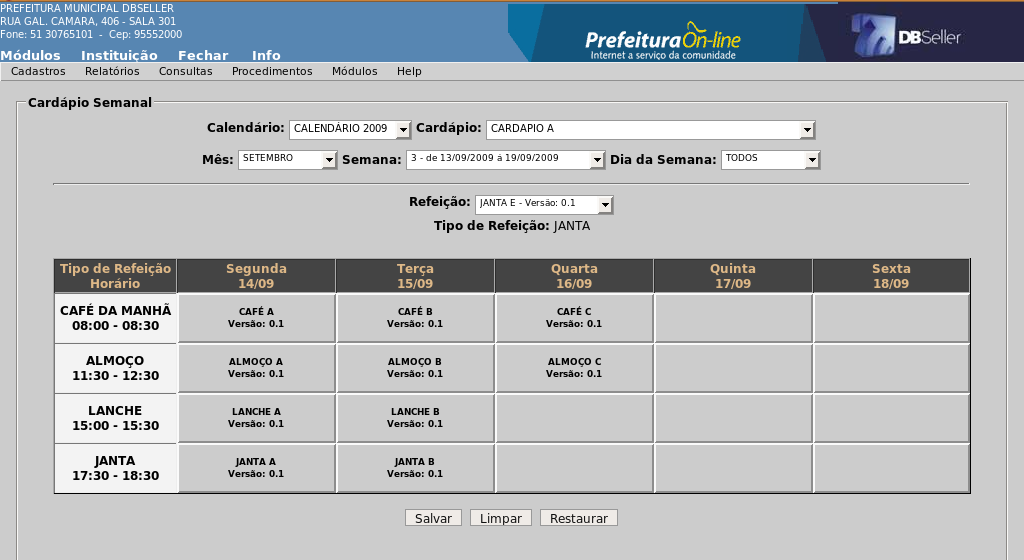 PREFEITURA MUNICIPAL DBSELLER
RUA GAL. CAMARA, 406 - SALA 301
Fone: 51 30765101 - Cep: 95552000
Prefeitura On-line
Internet a serviço da comunidade
DBSeller
Módulos Instituição Fechar Info
Cadastros Relatórios Consultas Procedimentos Módulos Help
Cardápio Semanal
Calendário: CALENDÁRIO 2009 Cardápio: CARDAPIO A
Mês: SETEMBRO Semana: 3 - de 13/09/2009 á 19/09/2009 Dia da Semana: TODOS
Refeição: JANTA E - Versão: 0.1
Tipo de Refeição: JANTA
Tipo de Refeição Segunda Terça Quarta Quinta Sexta
Horário 14/09 15/09 16/09 17/09 18/09
CAFÉ DA MANHÃ CAFÉ A CAFÉ B CAFÉ C
08:00 - 08:30 Versão: 0.1 Versão: 0.1 Versão: 0.1
ALMOÇO ALMOÇO A ALMOÇO B ALMOÇO C
11:30 - 12:30 Versão: 0.1 Versão: 0.1 Versão: 0.1
LANCHE LANCHE A LANCHE B
15:00 - 15:30 Versão: 0.1 Versão: 0.1
JANTA JANTA A JANTA B
17:30 - 18:30 Versão: 0.1 Versão: 0.1
Salvar Limpar Restaurar